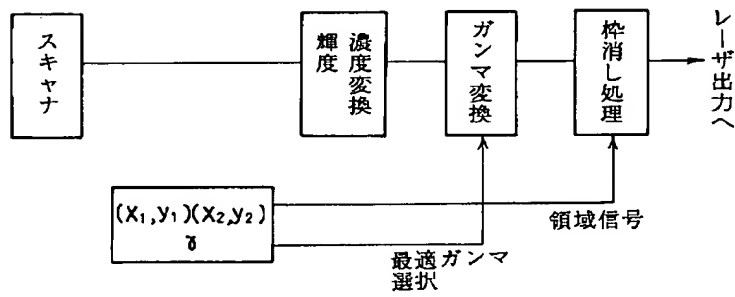 スキャナ
濃度変換
輝度
ガンマ変換
枠消し処理
レーザ出力へ
(X₁,y₁)(X₂,y₂)
γ
最適ガンマ
選択
領域信号